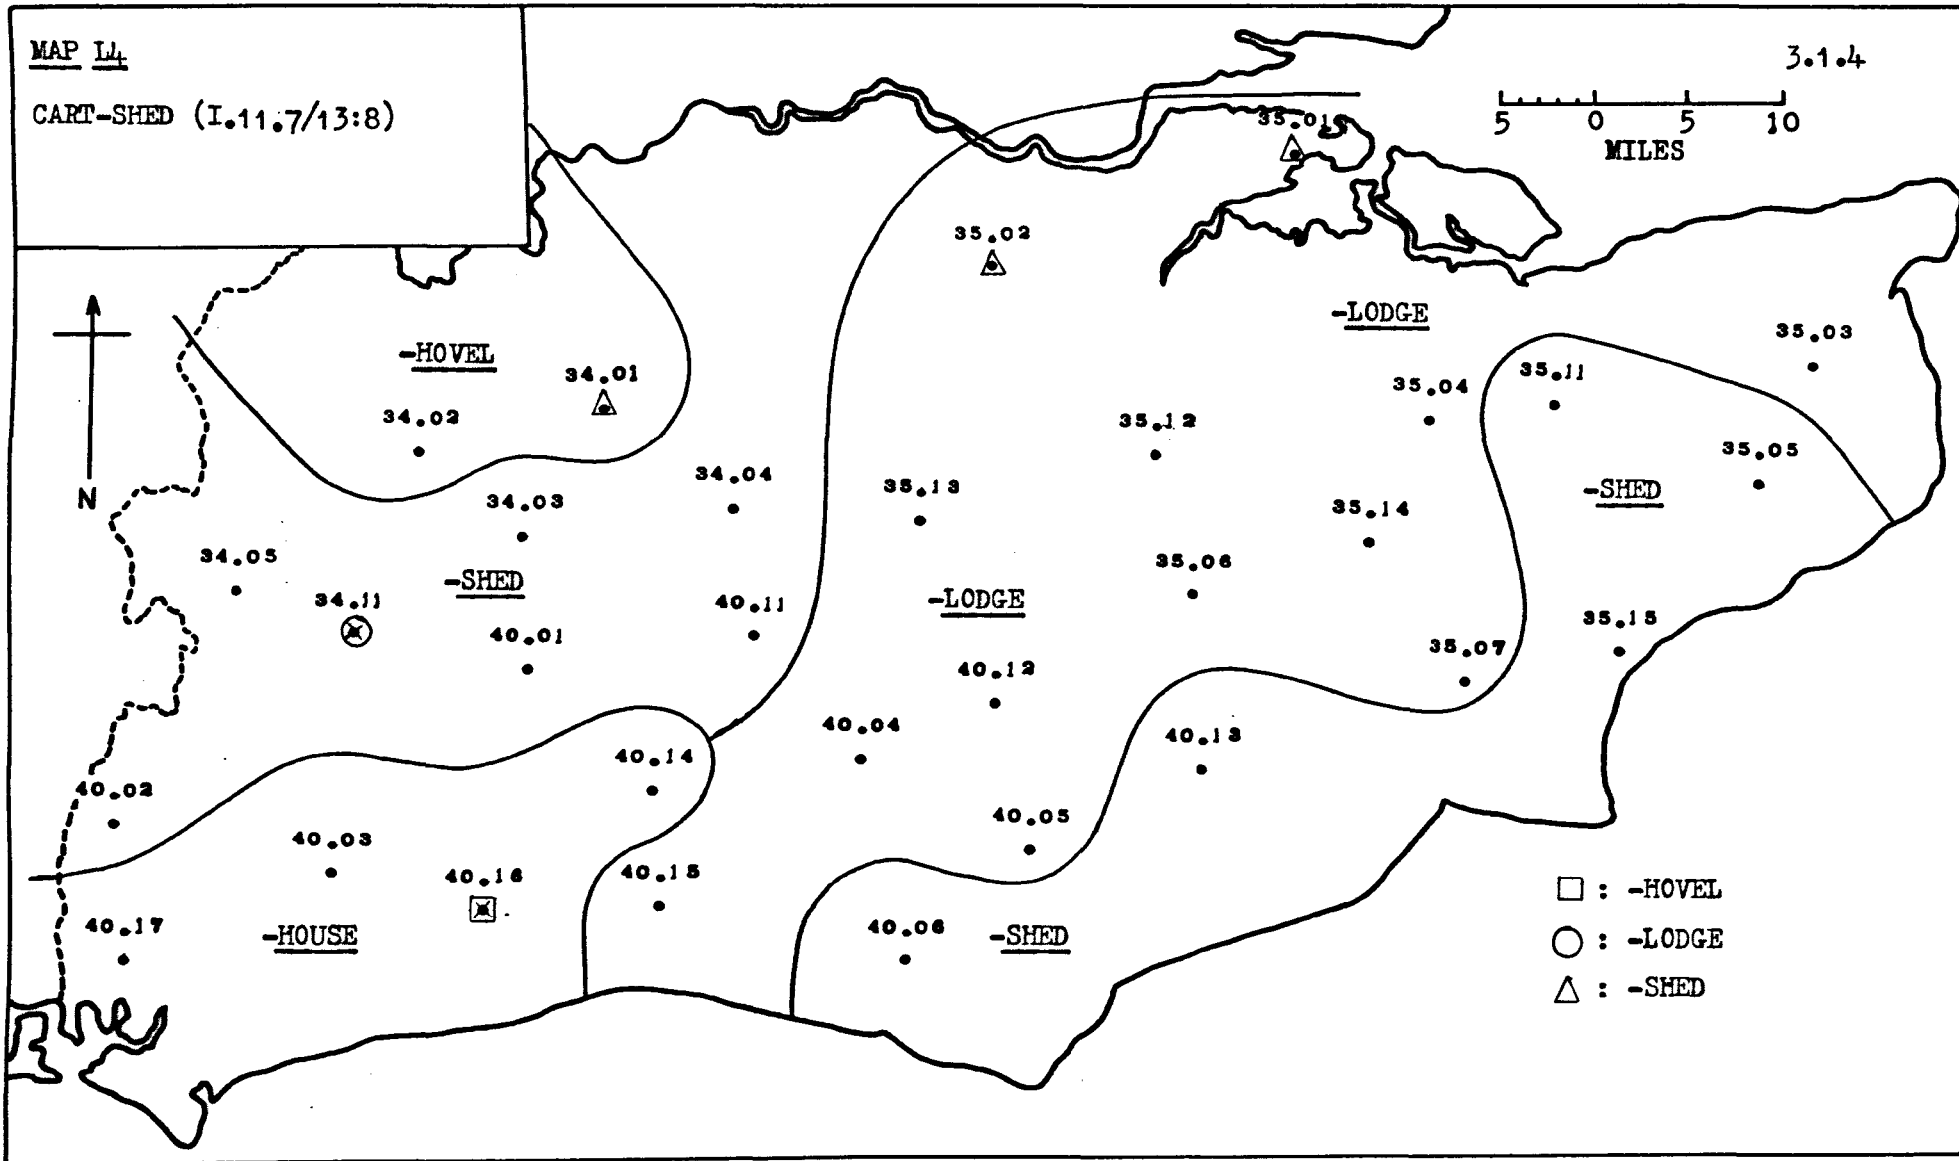 MAP L4
3.1.4
CART-SHED (I.11.7/13:8)
5 0 5 10
MILES
35.01
35.02
-LODGE
35.03
-HOVEL
34.01
35.11
35.04
34.02
35.12
35.05
34.04
35.13
-SHED
N
34.03
35.14
34.05
-SHED
35.06
34.11
-LODGE
40.11
35.15
40.01
35.07
40.12
40.04
40.13
40.14
40.02
40.05
40.03
40.16
40.15
□ : -HOVEL
40.17
-HOUSE
40.06
-SHED
○ : -LODGE
△ : -SHED